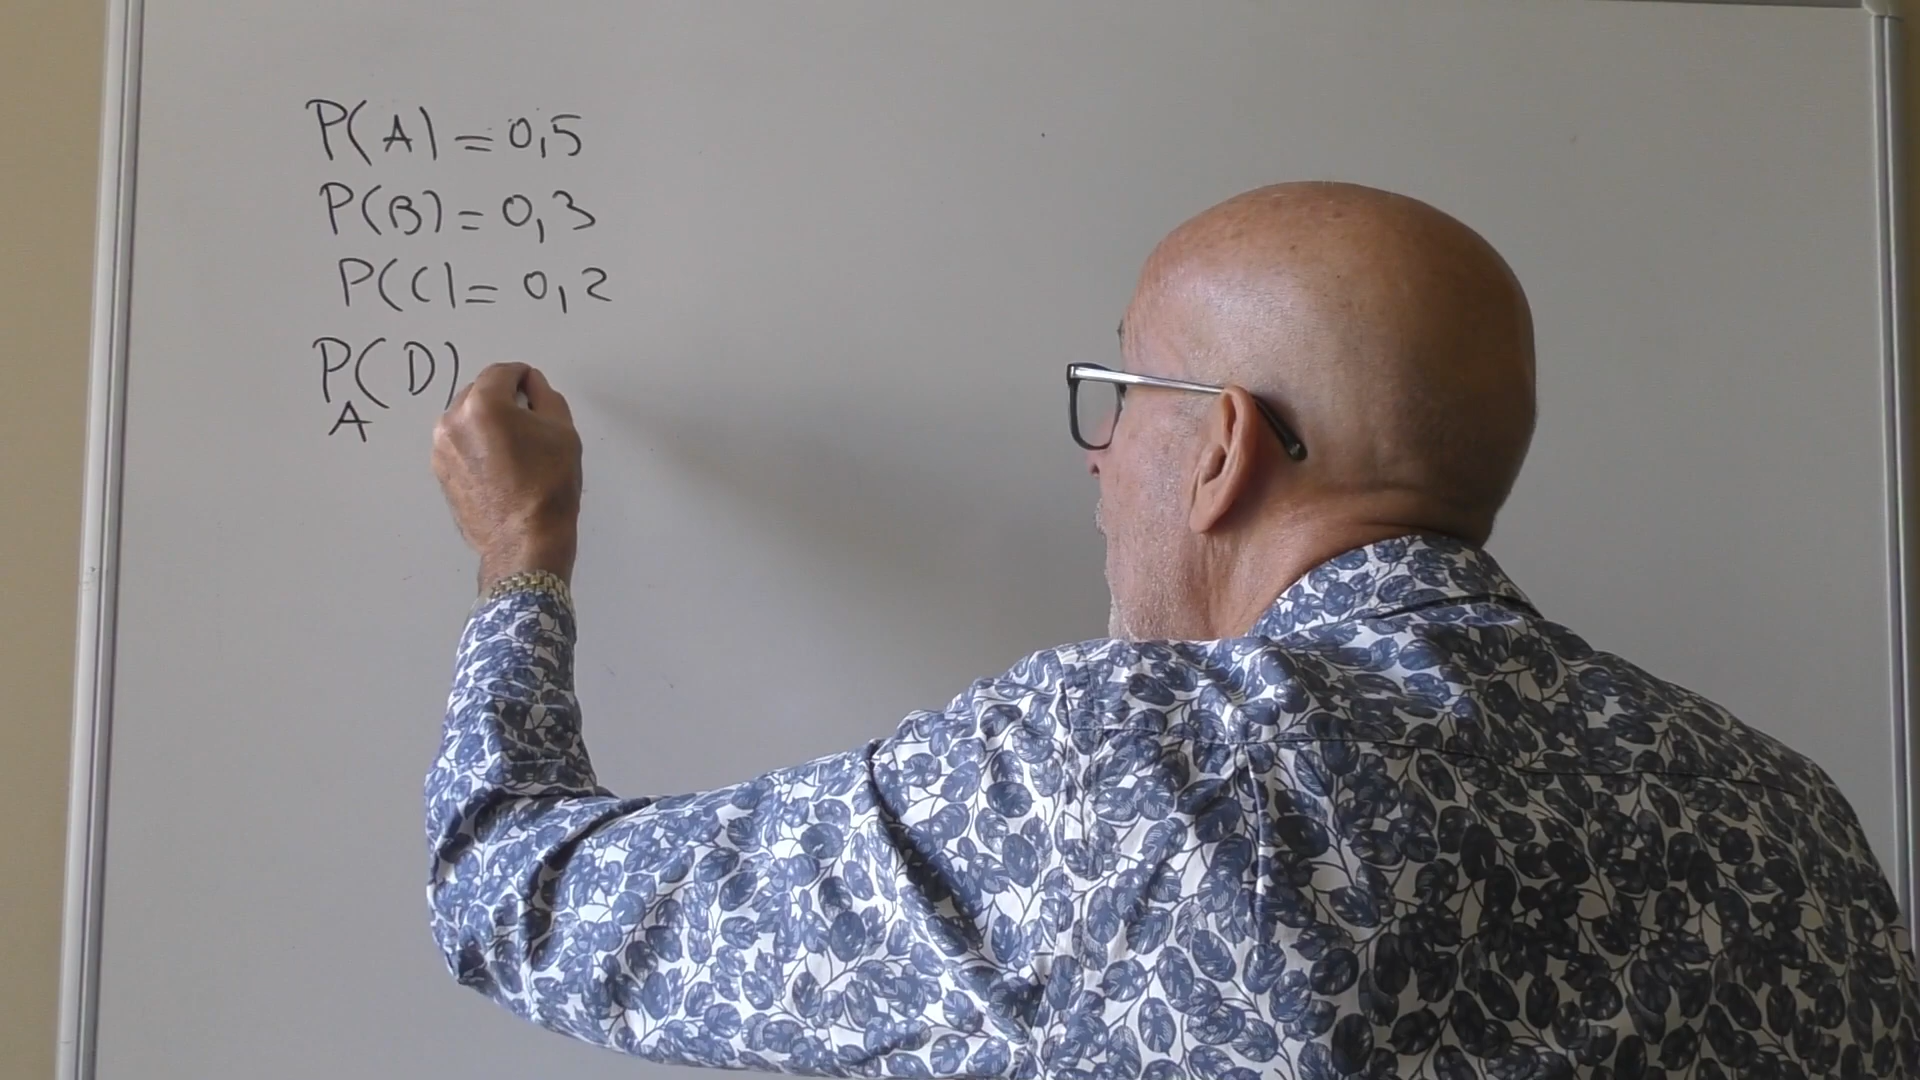 P(A) = 0,5
P(B) = 0,3
P(C) = 0,2
P(D)
A